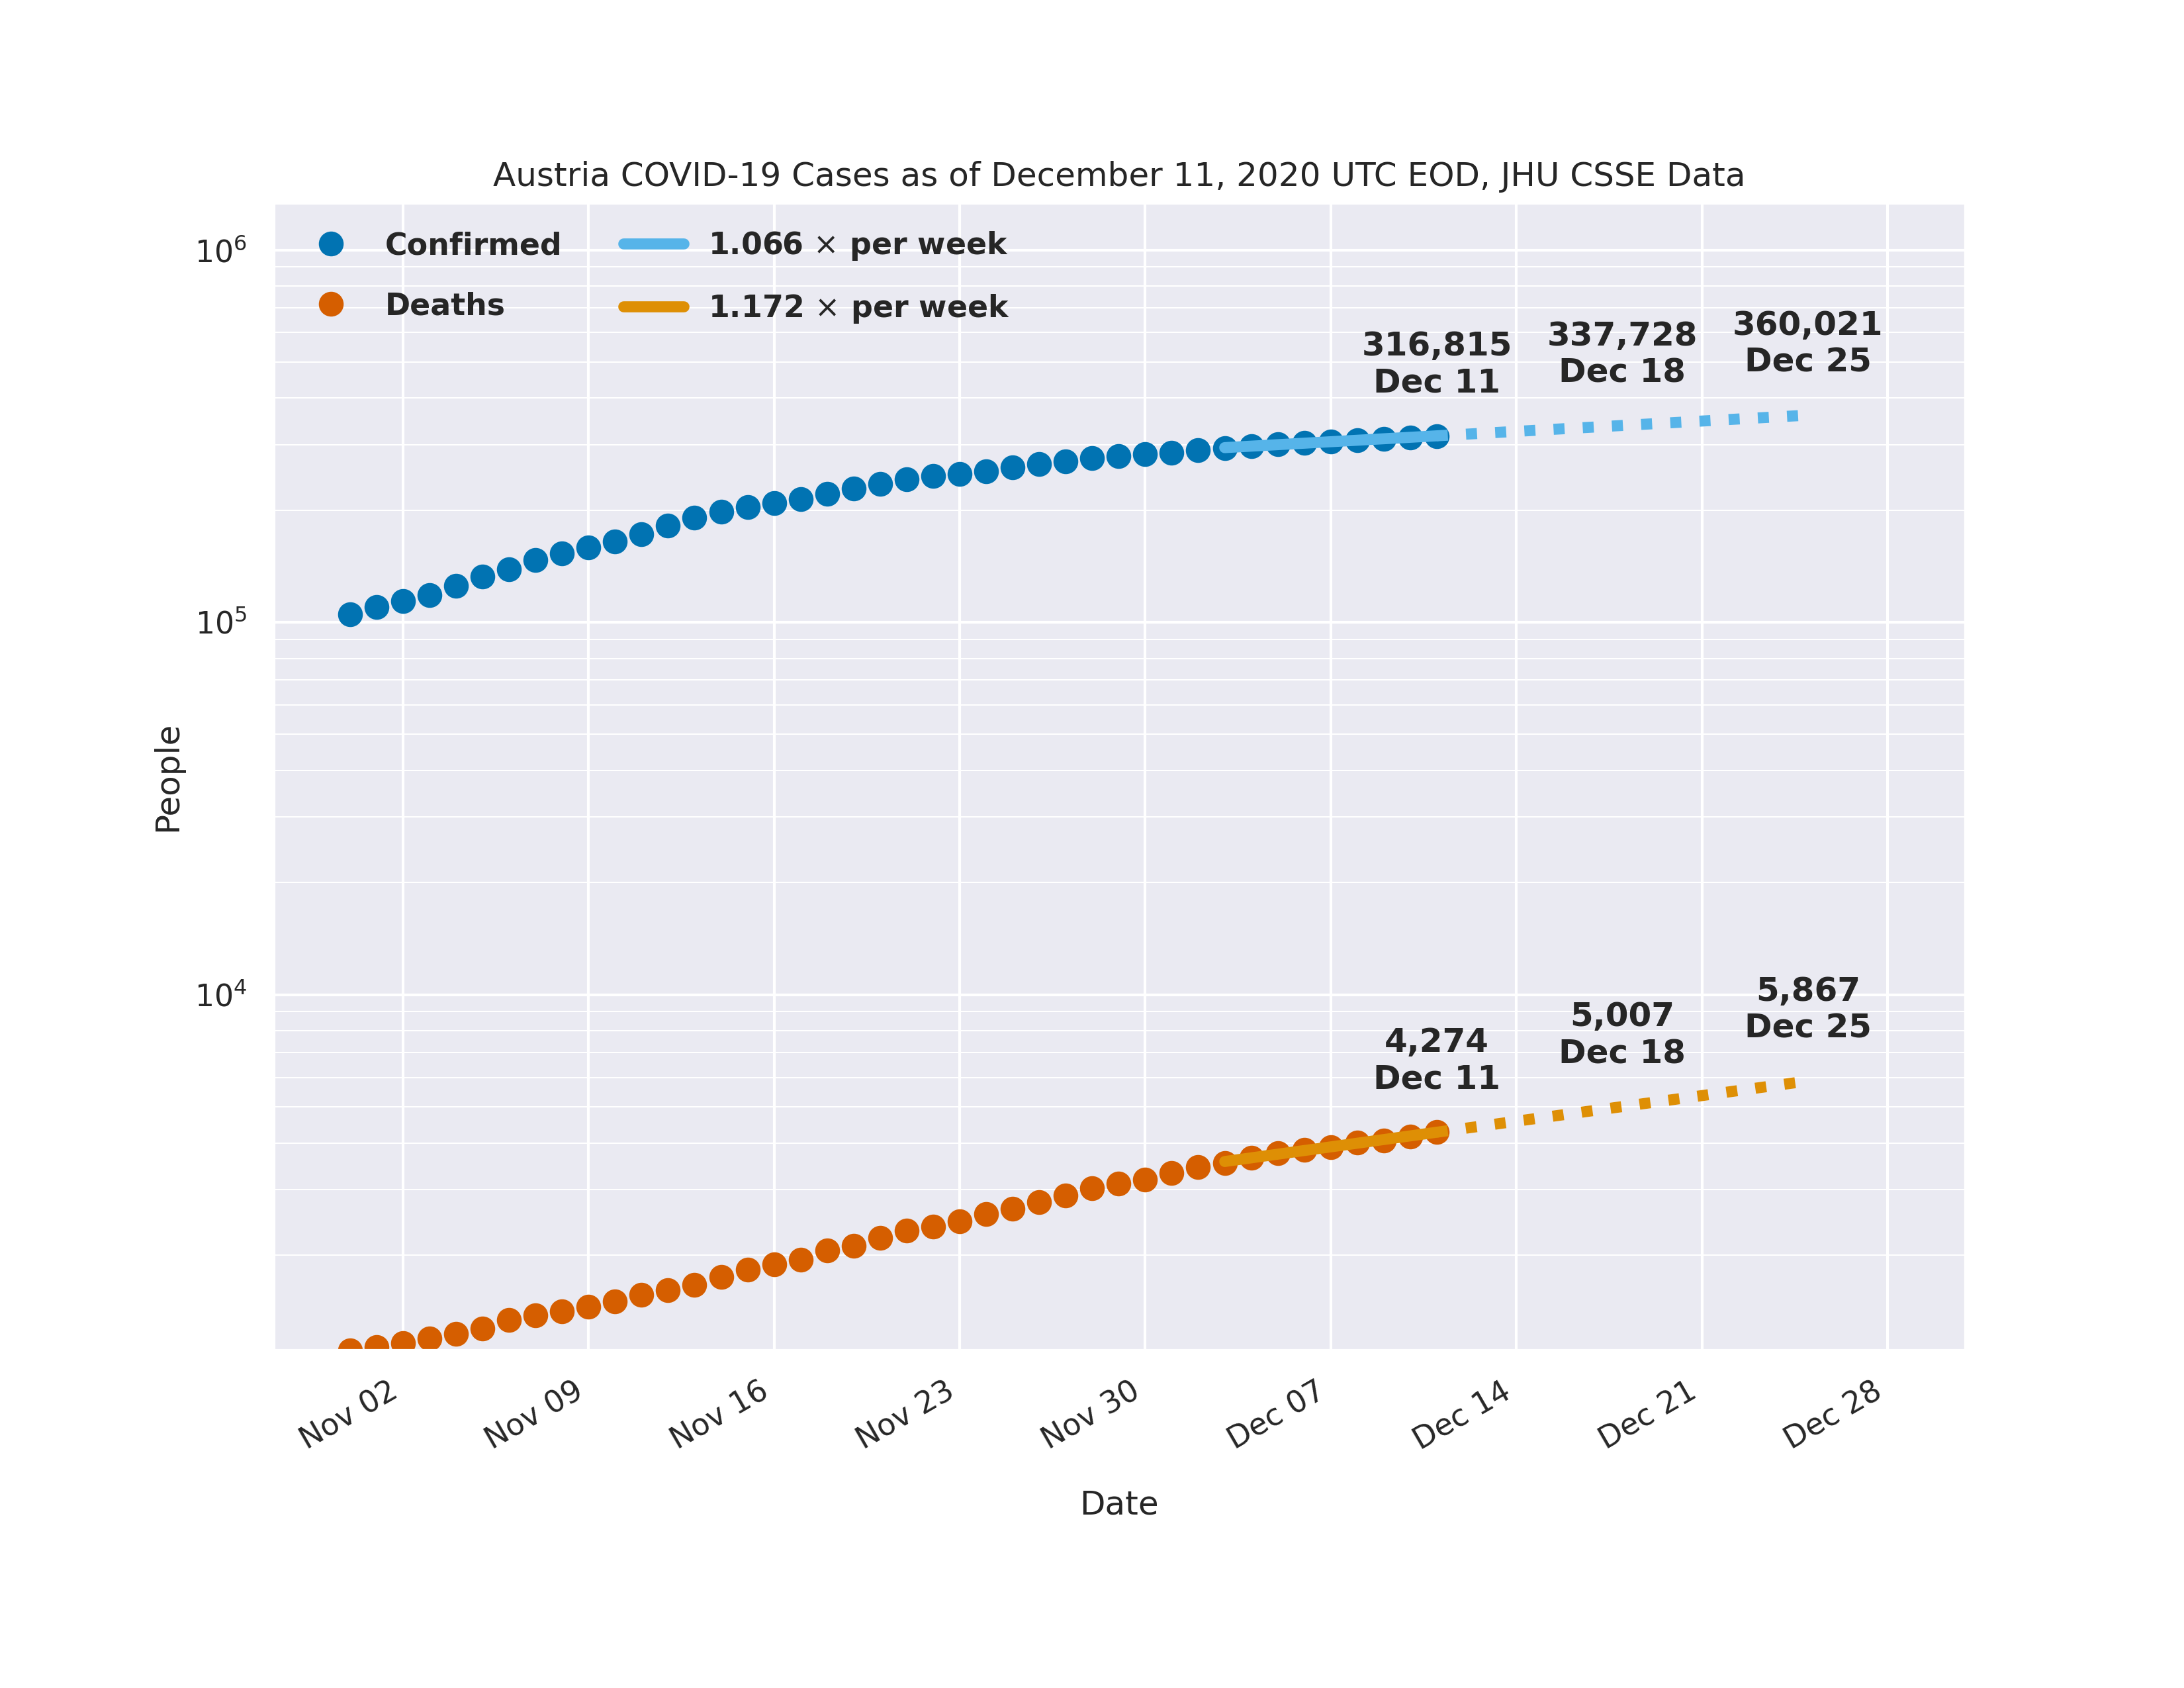 Austria COVID-19 Cases as of December 11, 2020 UTC EOD, JHU CSSE Data
Confirmed
Deaths
1.066 × per week
1.172 × per week
10⁶
10⁵
10⁴
People
316,815
Dec 11
337,728
Dec 18
360,021
Dec 25
4,274
Dec 11
5,007
Dec 18
5,867
Dec 25
Nov 02
Nov 09
Nov 16
Nov 23
Nov 30
Dec 07
Dec 14
Dec 21
Dec 28
Date